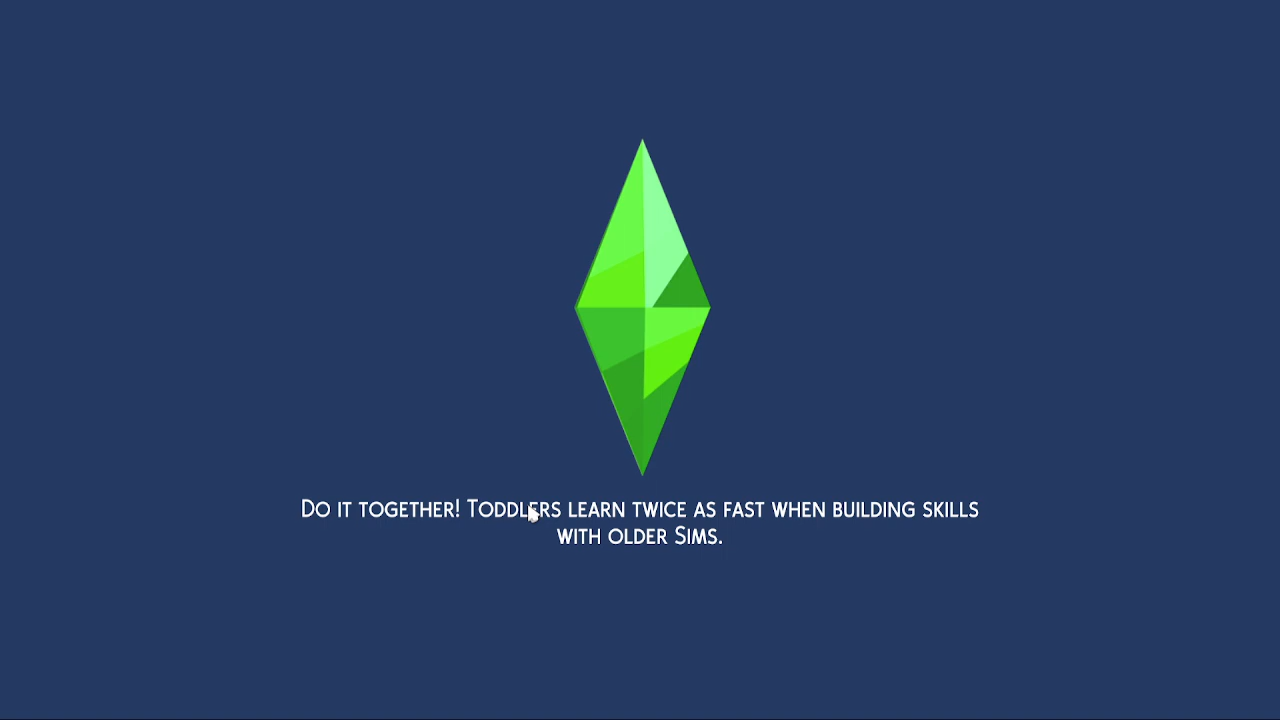 Do it together! Toddlers learn twice as fast when building skills
with older Sims.